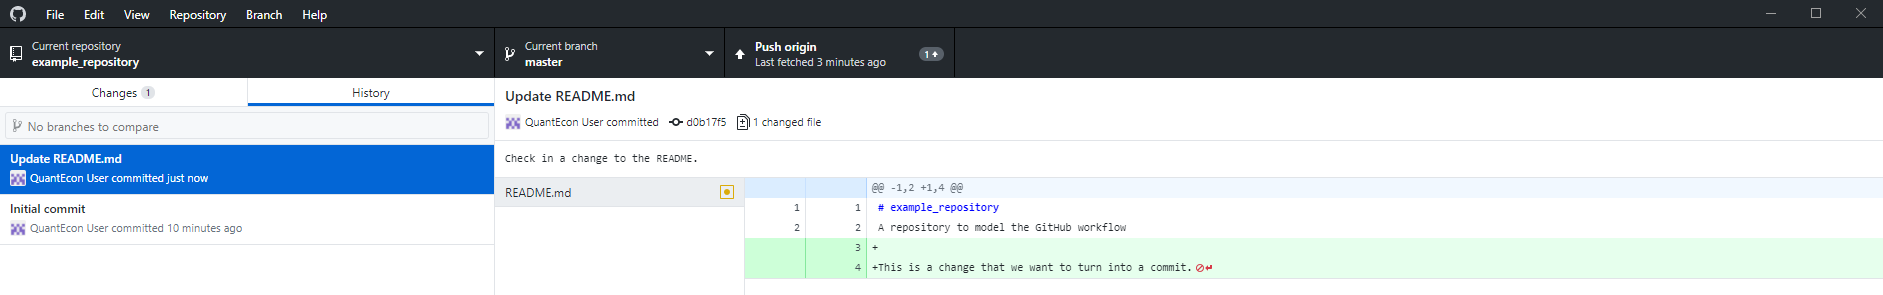 File Edit View Repository Branch Help
Current repository
example_repository
Current branch
master
Push origin
Last fetched 3 minutes ago
1
Changes 1
History
No branches to compare
Update README.md
QuantEcon User committed just now
Initial commit
QuantEcon User committed 10 minutes ago
Update README.md
QuantEcon User committed d0b17f5 1 changed file
Check in a change to the README.
README.md
@@ -1,2 +1,4 @@
1 1 # example_repository
2 2 A repository to model the GitHub workflow
3 +
4 +This is a change that we want to turn into a commit.